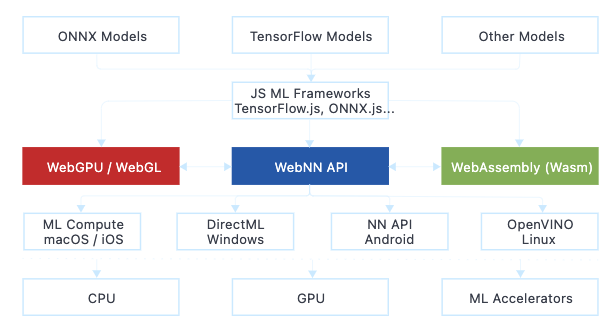 ONNX Models
TensorFlow Models
Other Models
JS ML Frameworks
TensorFlow.js, ONNX.js...
WebGPU / WebGL
WebNN API
WebAssembly (Wasm)
ML Compute
macOS / iOS
DirectML
Windows
NN API
Android
OpenVINO
Linux
CPU
GPU
ML Accelerators